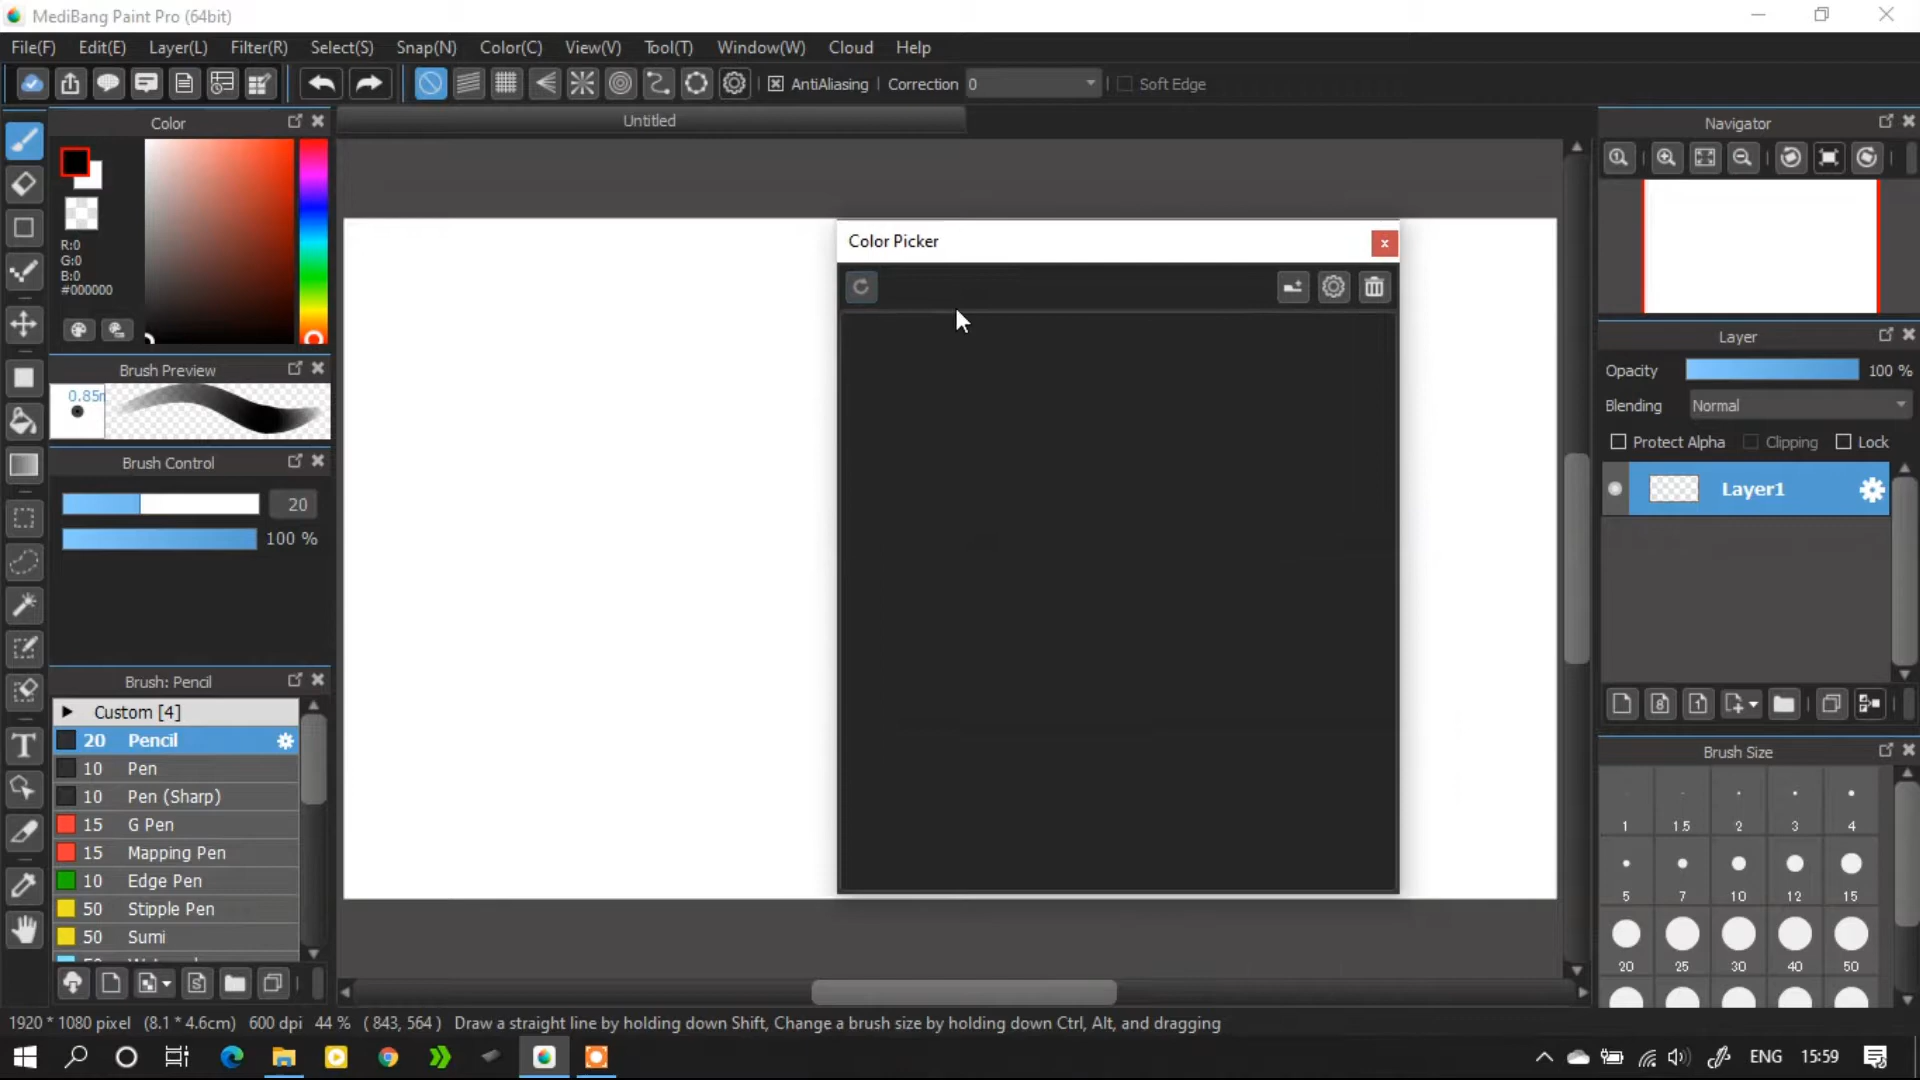 MediBang Paint Pro (64bit)
File(F) Edit(E) Layer(L) Filter(R) Select(S) Snap(N) Color(C) View(V) Tool(T) Window(W) Cloud Help
AntiAliasing Correction 0 Soft Edge
Color
Untitled
Navigator
R:0
G:0
B:0
#000000
Color Picker
Layer
Opacity 100 %
Blending Normal
Protect Alpha Clipping Lock
Layer1
Brush Preview
0.85
Brush Control
20
100 %
Brush: Pencil
Custom [4]
20 Pencil
10 Pen
10 Pen (Sharp)
15 G Pen
15 Mapping Pen
10 Edge Pen
50 Stipple Pen
50 Sumi
Brush Size
1 1.5 2 3 4
5 7 10 12 15
20 25 30 40 50
1920 * 1080 pixel (8.1 * 4.6cm) 600 dpi 44 % ( 843, 564 ) Draw a straight line by holding down Shift, Change a brush size by holding down Ctrl, Alt, and dragging
ENG 15:59